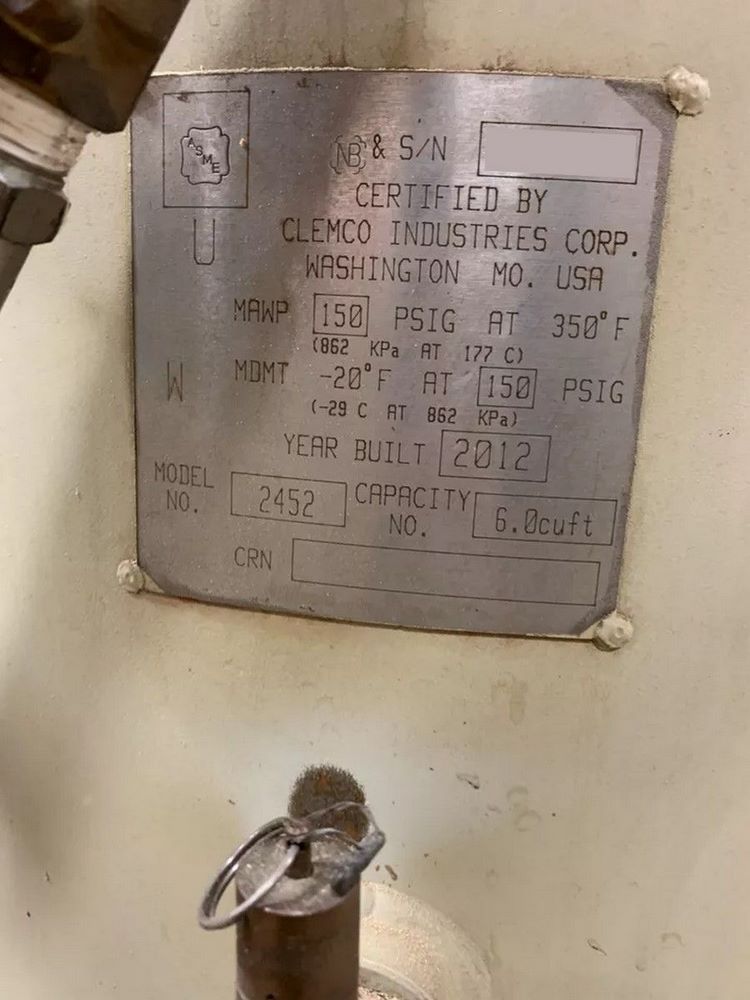 ASME
NB & S/N
CERTIFIED BY
U
CLEMCO INDUSTRIES CORP.
WASHINGTON MO. USA
MAWP 150 PSIG AT 350°F
(862 KPa AT 177 C)
W
MDMT -20°F AT 150 PSIG
(-29 C AT 862 KPa)
YEAR BUILT 2012
MODEL NO. 2452 CAPACITY NO. 6.0cuft
CRN